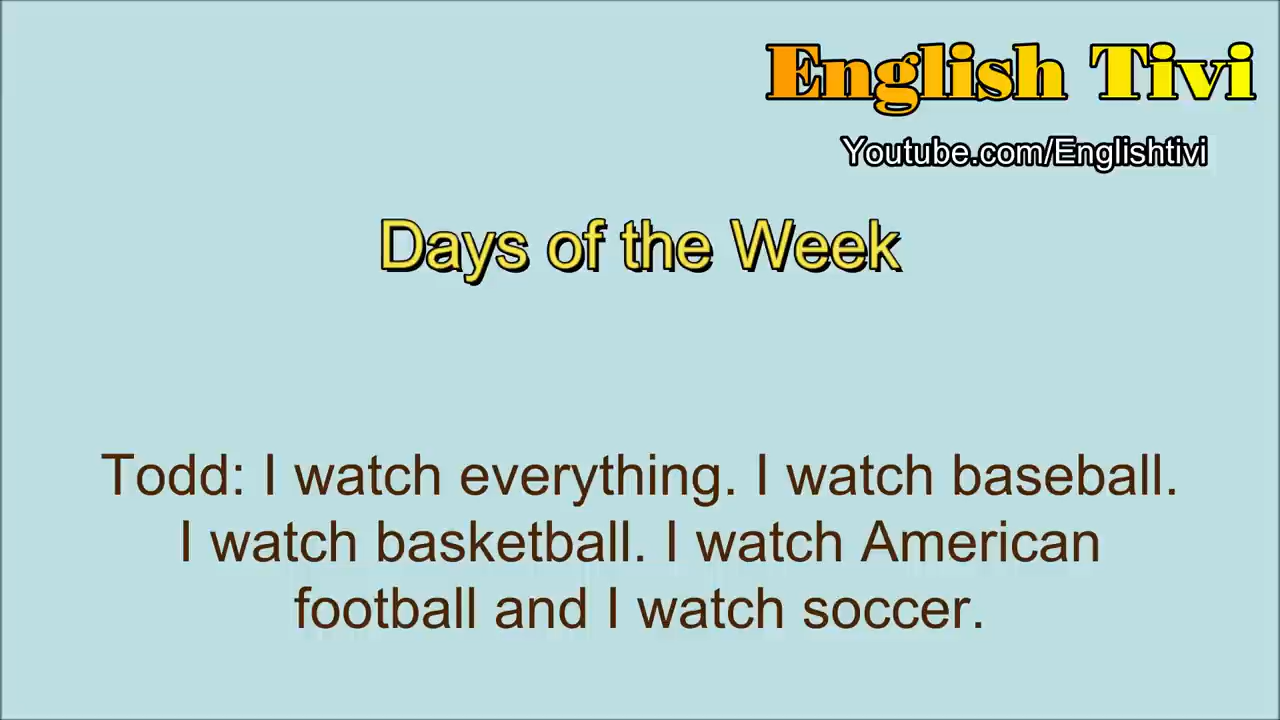 English Tivi
Youtube.com/Englishtivi
Days of the Week
Todd: I watch everything. I watch baseball.
I watch basketball. I watch American
football and I watch soccer.